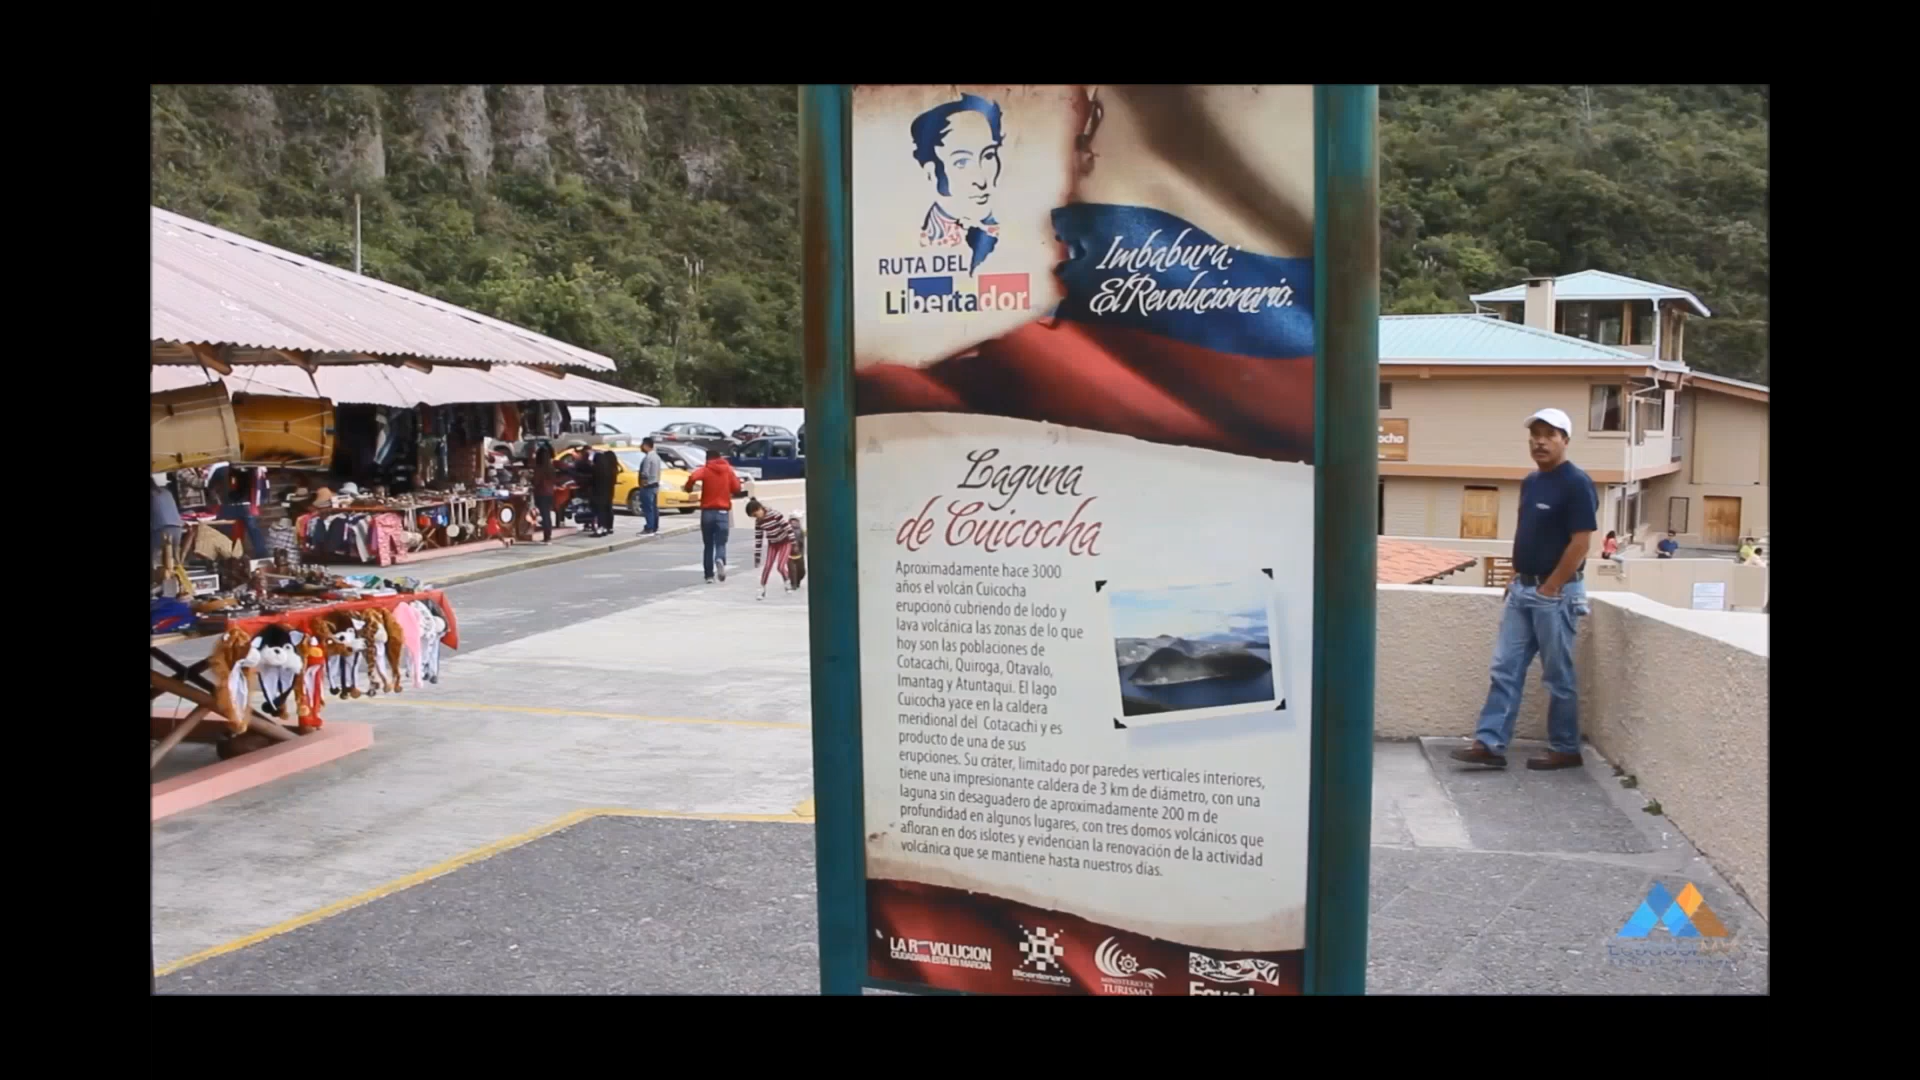 RUTA DEL
Libertador
Imbabura:
El Revolucionario.
Laguna
de Cuicocha
Aproximadamente hace 3000
años el volcán Cuicocha
erupcionó cubriendo de lodo y
lava volcánica las zonas de lo que
hoy son las poblaciones de
Cotacachi, Quiroga, Otavalo,
Imantag y Atuntaqui. El lago
Cuicocha yace en la caldera
meridional del Cotacachi y es
producto de una de sus
erupciones. Su cráter, limitado por paredes verticales interiores,
tiene una impresionante caldera de 3 km de diámetro, con una
laguna sin desaguadero de aproximadamente 200 m de
profundidad en algunos lugares, con tres domos volcánicos que
afloran en dos islotes y evidencian la renovación de la actividad
volcánica que se mantiene hasta nuestros días.
LA R VOLUCION
CIUDADANA ESTA EN MARCHA
Bicentenario
MINISTERIO DE
TURISMO